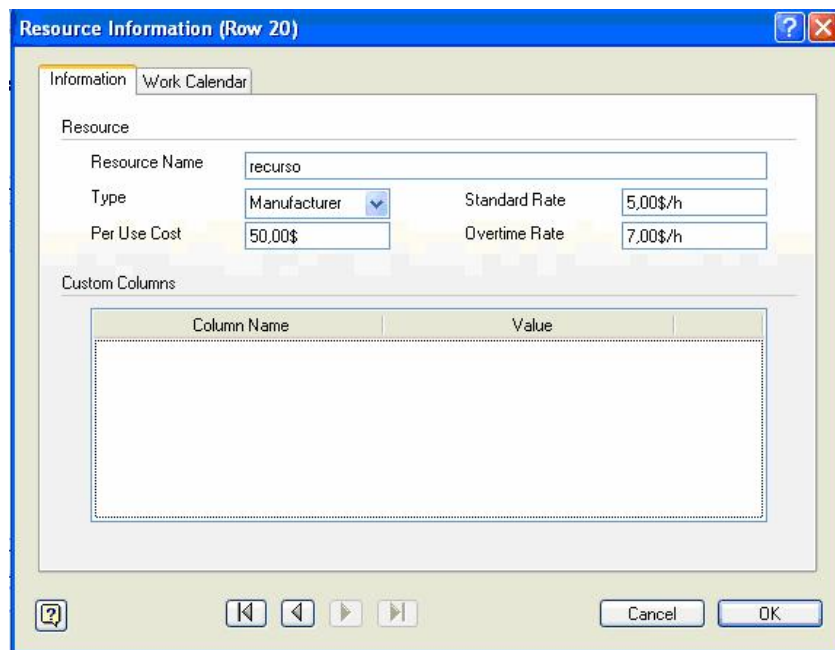 Resource Information (Row 20)
Information Work Calendar
Resource
Resource Name recurso
Type Manufacturer Standard Rate 5,00$/h
Per Use Cost 50,00$ Overtime Rate 7,00$/h
Custom Columns
Column Name Value
Cancel OK